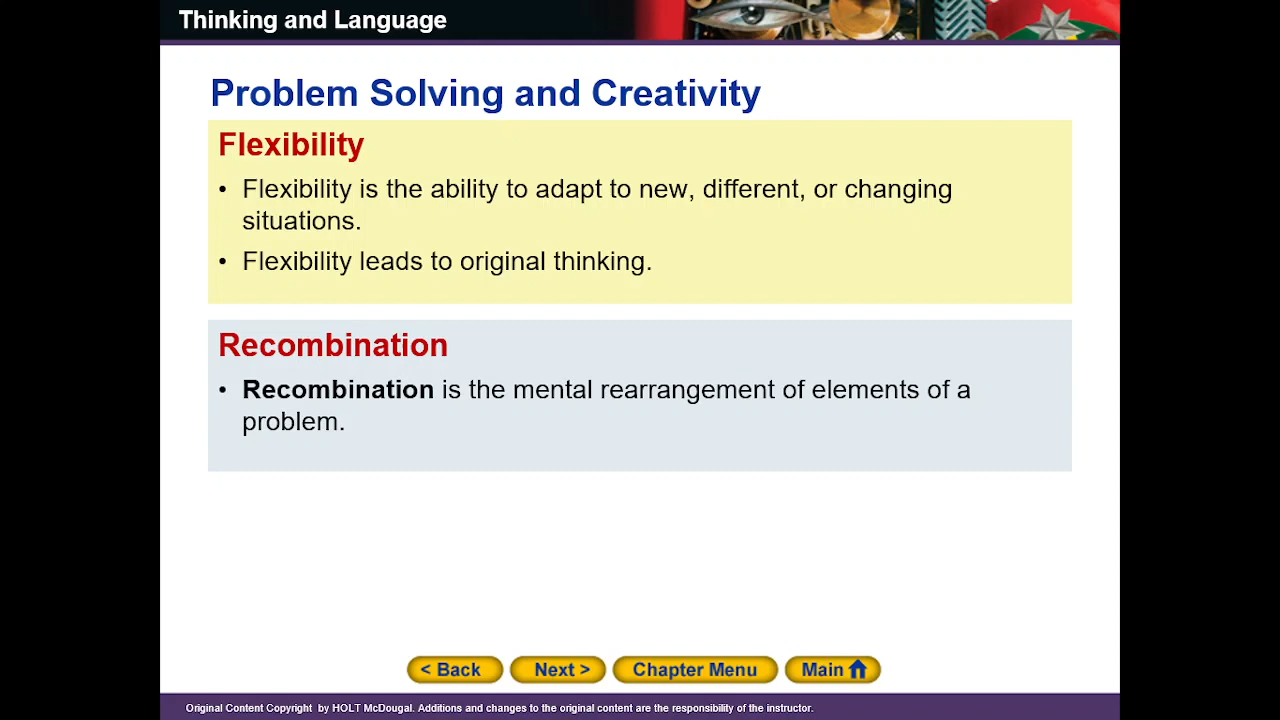 Thinking and Language
Problem Solving and Creativity
Flexibility
• Flexibility is the ability to adapt to new, different, or changing
situations.
• Flexibility leads to original thinking.
Recombination
• Recombination is the mental rearrangement of elements of a
problem.
< Back
Next >
Chapter Menu
Main
Original Content Copyright by HOLT McDougal. Additions and changes to the original content are the responsibility of the instructor.